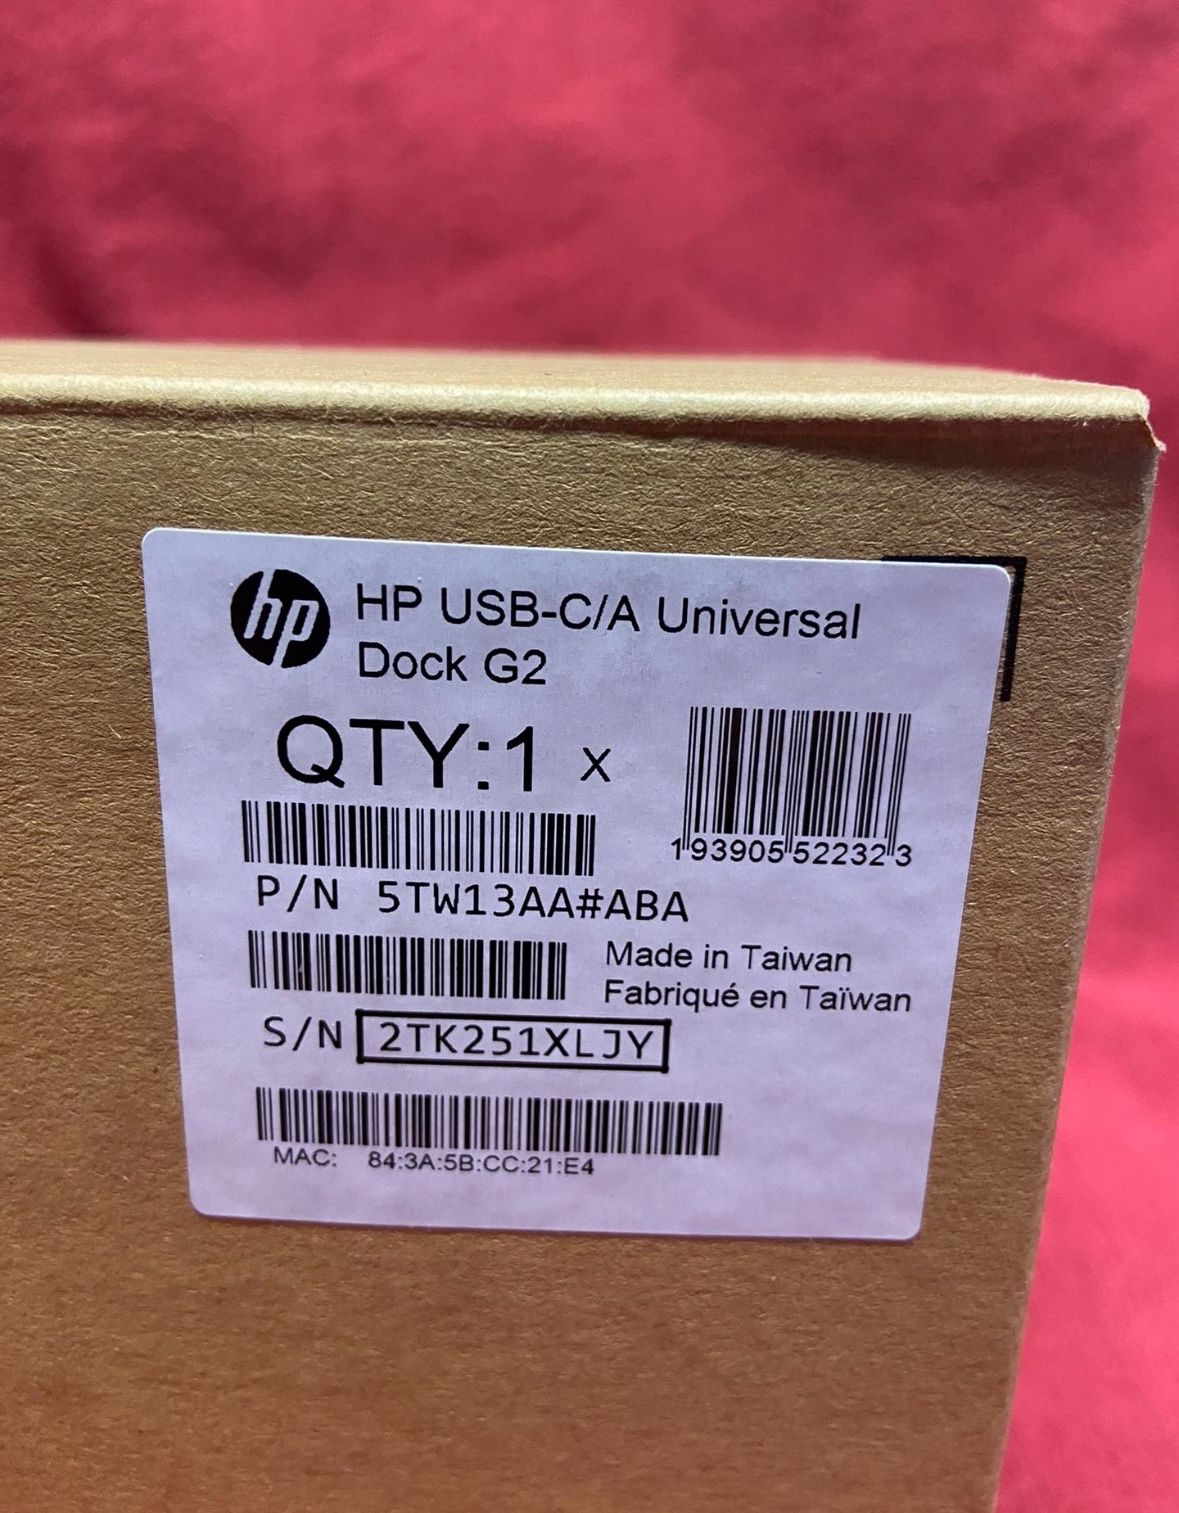 hp
HP USB-C/A Universal
Dock G2
QTY:1 x
193905522323
P/N 5TW13AA#ABA
Made in Taiwan
Fabriqué en Taïwan
S/N 2TK251XLJY
MAC: 84:3A:5B:CC:21:E4